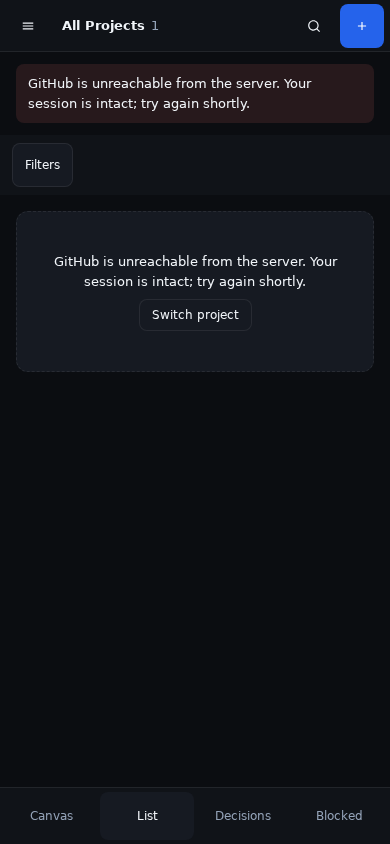 All Projects 1
GitHub is unreachable from the server. Your
session is intact; try again shortly.
Filters
GitHub is unreachable from the server. Your
session is intact; try again shortly.
Switch project
Canvas List Decisions Blocked